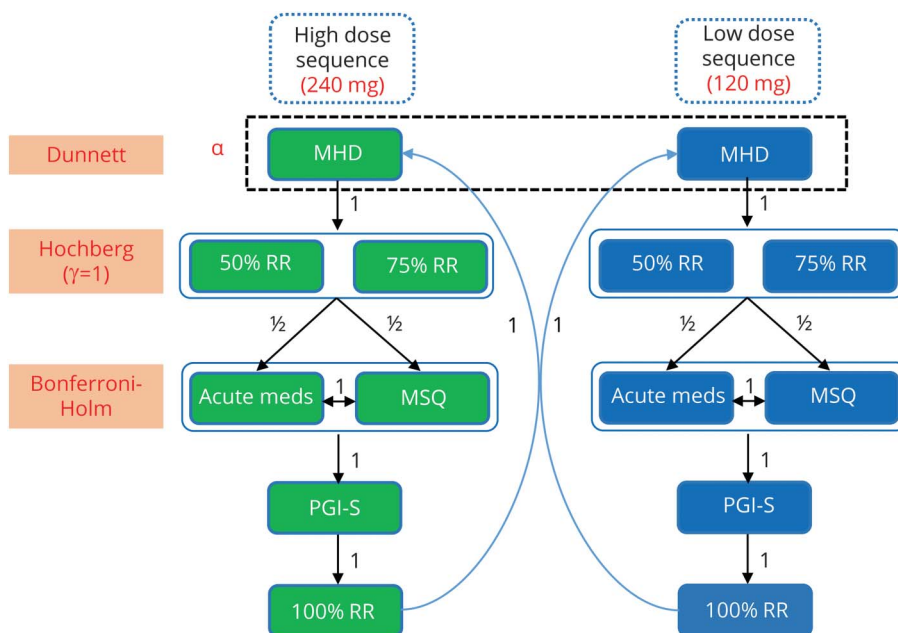 High dose
sequence
(240 mg)
Low dose
sequence
(120 mg)
Dunnett
α
MHD
MHD
1
1
Hochberg
(γ=1)
50% RR
75% RR
50% RR
75% RR
½
½
1
1
½
½
Bonferroni-
Holm
Acute meds
1
MSQ
Acute meds
1
MSQ
1
1
PGI-S
PGI-S
1
1
100% RR
100% RR